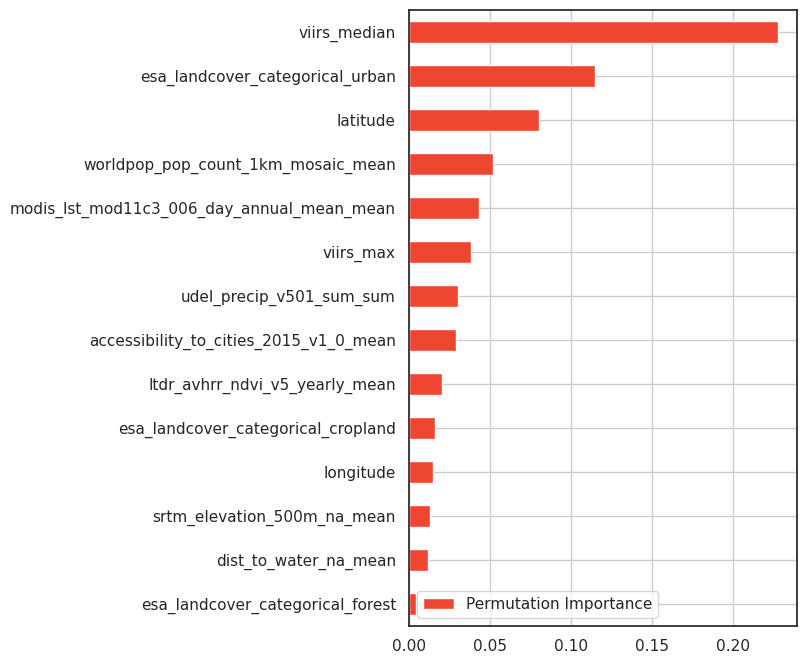 viirs_median
esa_landcover_categorical_urban
latitude
worldpop_pop_count_1km_mosaic_mean
modis_lst_mod11c3_006_day_annual_mean_mean
viirs_max
udel_precip_v501_sum_sum
accessibility_to_cities_2015_v1_0_mean
ltdr_avhrr_ndvi_v5_yearly_mean
esa_landcover_categorical_cropland
longitude
srtm_elevation_500m_na_mean
dist_to_water_na_mean
esa_landcover_categorical_forest
Permutation Importance
0.00 0.05 0.10 0.15 0.20